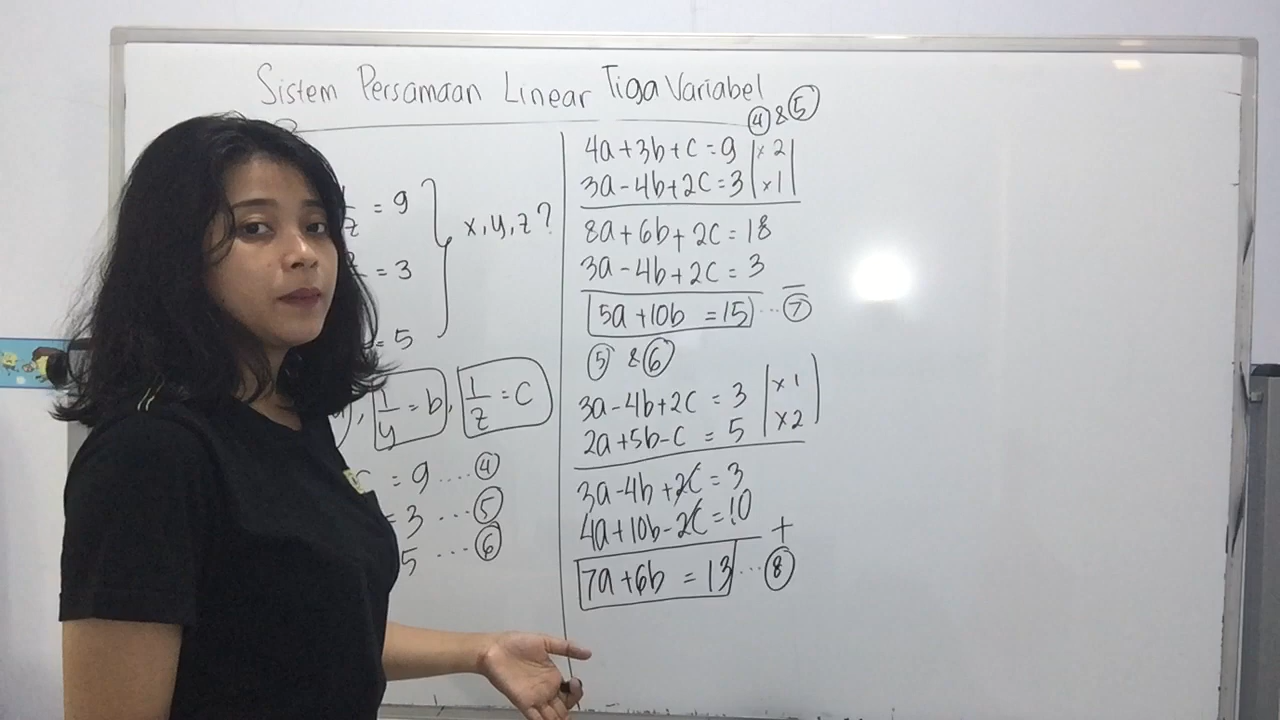 Sistem Persamaan Linear Tiga Variabel
= 9
= 3
= 5
x, y, z ?
, 1/y = b, 1/z = c
= 9 .... ④
= 3 ... ⑤
5 ... ⑥
④ & ⑤
4a+3b+c=9 | x 2 |
3a-4b+2c=3 | x 1 |
8a+6b+2c=18
3a-4b+2c=3
-
5a+10b =15 ... ⑦
⑤ & ⑥
3a-4b+2c = 3 | x 1 |
2a+5b-c = 5 | x 2 |
3a-4b+2c=3
4a+10b-2c=10
+
7a+6b = 13 ... ⑧